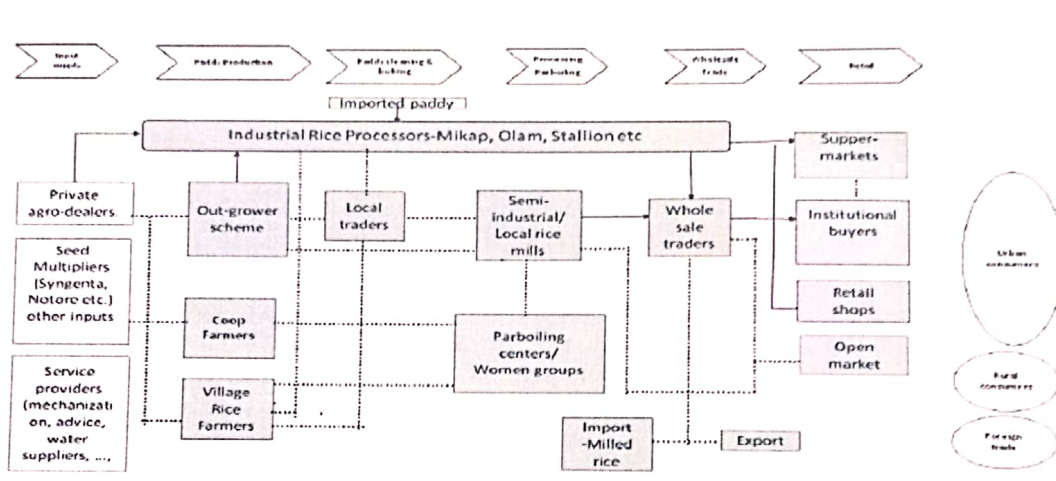 Input
supply
Paddy Production
Paddy cleaning &
bulking
Processing
Parboiling
Wholesale
Trade
Retail
Imported paddy
Industrial Rice Processors-Mikap, Olam, Stallion etc
Supper-
markets
Private
agro-dealers
Out-grower
scheme
Local
traders
Semi-
industrial/
Local rice
mills
Whole
sale
traders
Institutional
buyers
Seed
Multipliers
(Syngenta,
Notore etc.)
other inputs
Urban
consumers
Retail
shops
Coop
Farmers
Parboiling
centers/
Women groups
Open
market
Service
providers
(mechanizati
on, advice,
water
suppliers, ...,
Village
Rice
Farmers
Rural
consumers
Import
-Milled
rice
Export
Foreign
trade